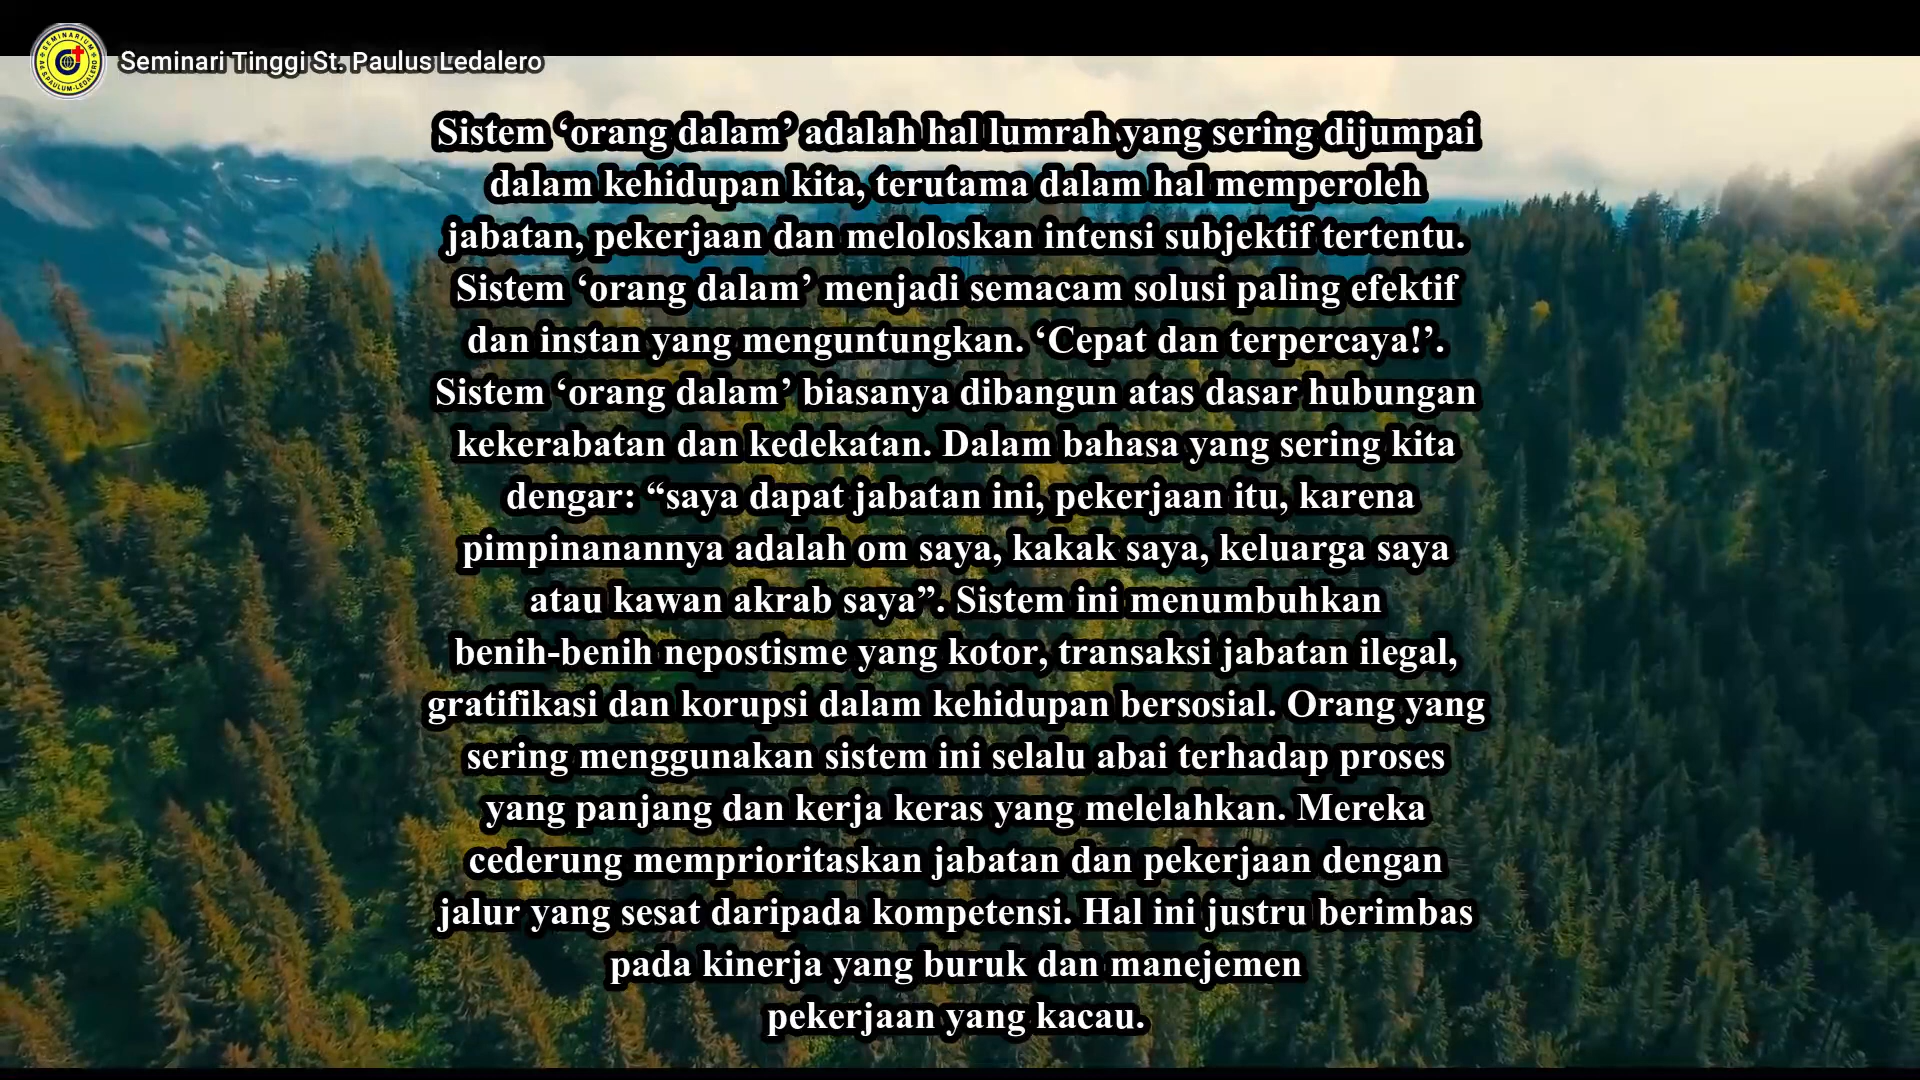 Seminari Tinggi St. Paulus Ledalero
Sistem ‘orang dalam’ adalah hal lumrah yang sering dijumpai
dalam kehidupan kita, terutama dalam hal memperoleh
jabatan, pekerjaan dan meloloskan intensi subjektif tertentu.
Sistem ‘orang dalam’ menjadi semacam solusi paling efektif
dan instan yang menguntungkan. ‘Cepat dan terpercaya!’.
Sistem ‘orang dalam’ biasanya dibangun atas dasar hubungan
kekerabatan dan kedekatan. Dalam bahasa yang sering kita
dengar: “saya dapat jabatan ini, pekerjaan itu, karena
pimpinanannya adalah om saya, kakak saya, keluarga saya
atau kawan akrab saya”. Sistem ini menumbuhkan
benih-benih nepostisme yang kotor, transaksi jabatan ilegal,
gratifikasi dan korupsi dalam kehidupan bersosial. Orang yang
sering menggunakan sistem ini selalu abai terhadap proses
yang panjang dan kerja keras yang melelahkan. Mereka
cederung memprioritaskan jabatan dan pekerjaan dengan
jalur yang sesat daripada kompetensi. Hal ini justru berimbas
pada kinerja yang buruk dan manejemen
pekerjaan yang kacau.